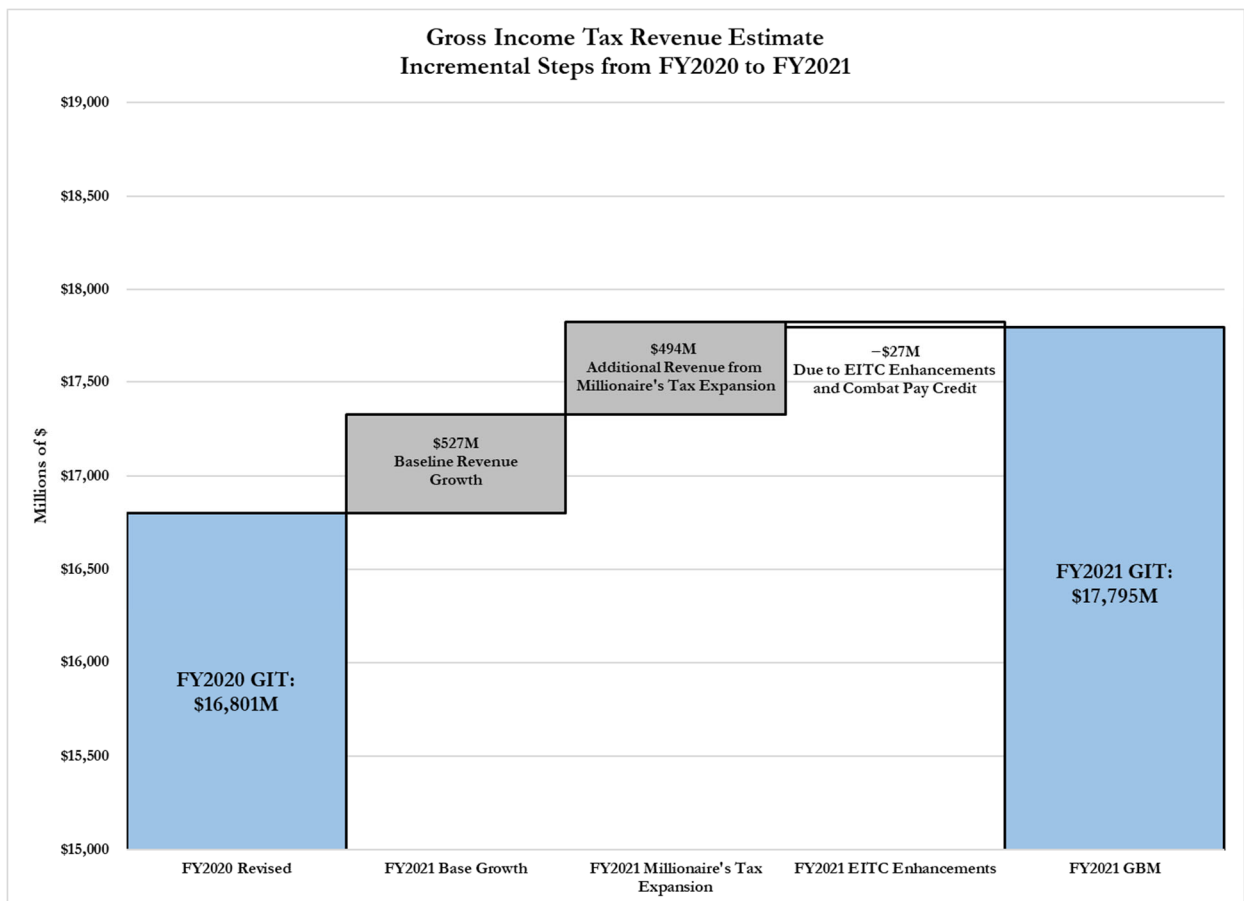 Gross Income Tax Revenue Estimate
Incremental Steps from FY2020 to FY2021
$19,000
$18,500
$18,000
$17,500
$17,000
$16,500
$16,000
$15,500
$15,000
Millions of $
FY2020 GIT:
$16,801M
$527M
Baseline Revenue
Growth
$494M
Additional Revenue from
Millionaire's Tax Expansion
−$27M
Due to EITC Enhancements
and Combat Pay Credit
FY2021 GIT:
$17,795M
FY2020 Revised
FY2021 Base Growth
FY2021 Millionaire's Tax
Expansion
FY2021 EITC Enhancements
FY2021 GBM